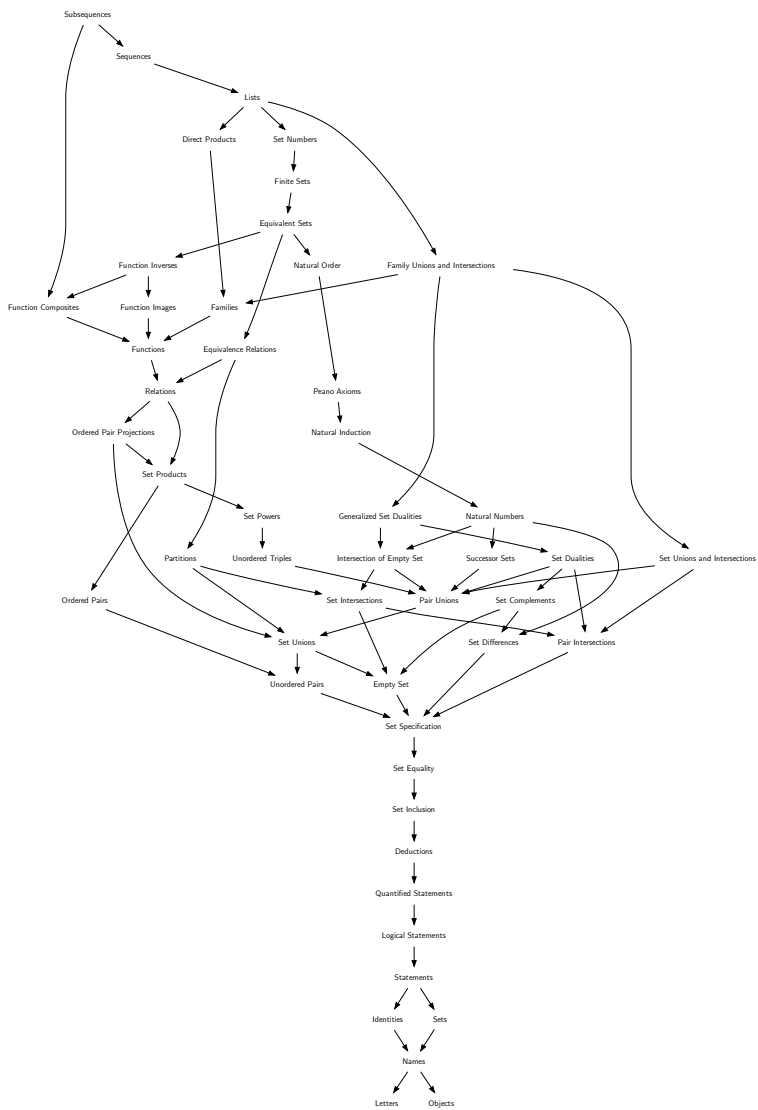 Subsequences
Sequences
Lists
Direct Products
Set Numbers
Finite Sets
Equivalent Sets
Function Inverses
Natural Order
Family Unions and Intersections
Function Composites
Function Images
Families
Functions
Equivalence Relations
Relations
Peano Axioms
Ordered Pair Projections
Natural Induction
Set Products
Set Powers
Generalized Set Dualities
Natural Numbers
Partitions
Unordered Triples
Intersection of Empty Set
Successor Sets
Set Dualities
Set Unions and Intersections
Ordered Pairs
Set Intersections
Pair Unions
Set Complements
Set Unions
Set Differences
Pair Intersections
Unordered Pairs
Empty Set
Set Specification
Set Equality
Set Inclusion
Deductions
Quantified Statements
Logical Statements
Statements
Identities
Sets
Names
Letters
Objects